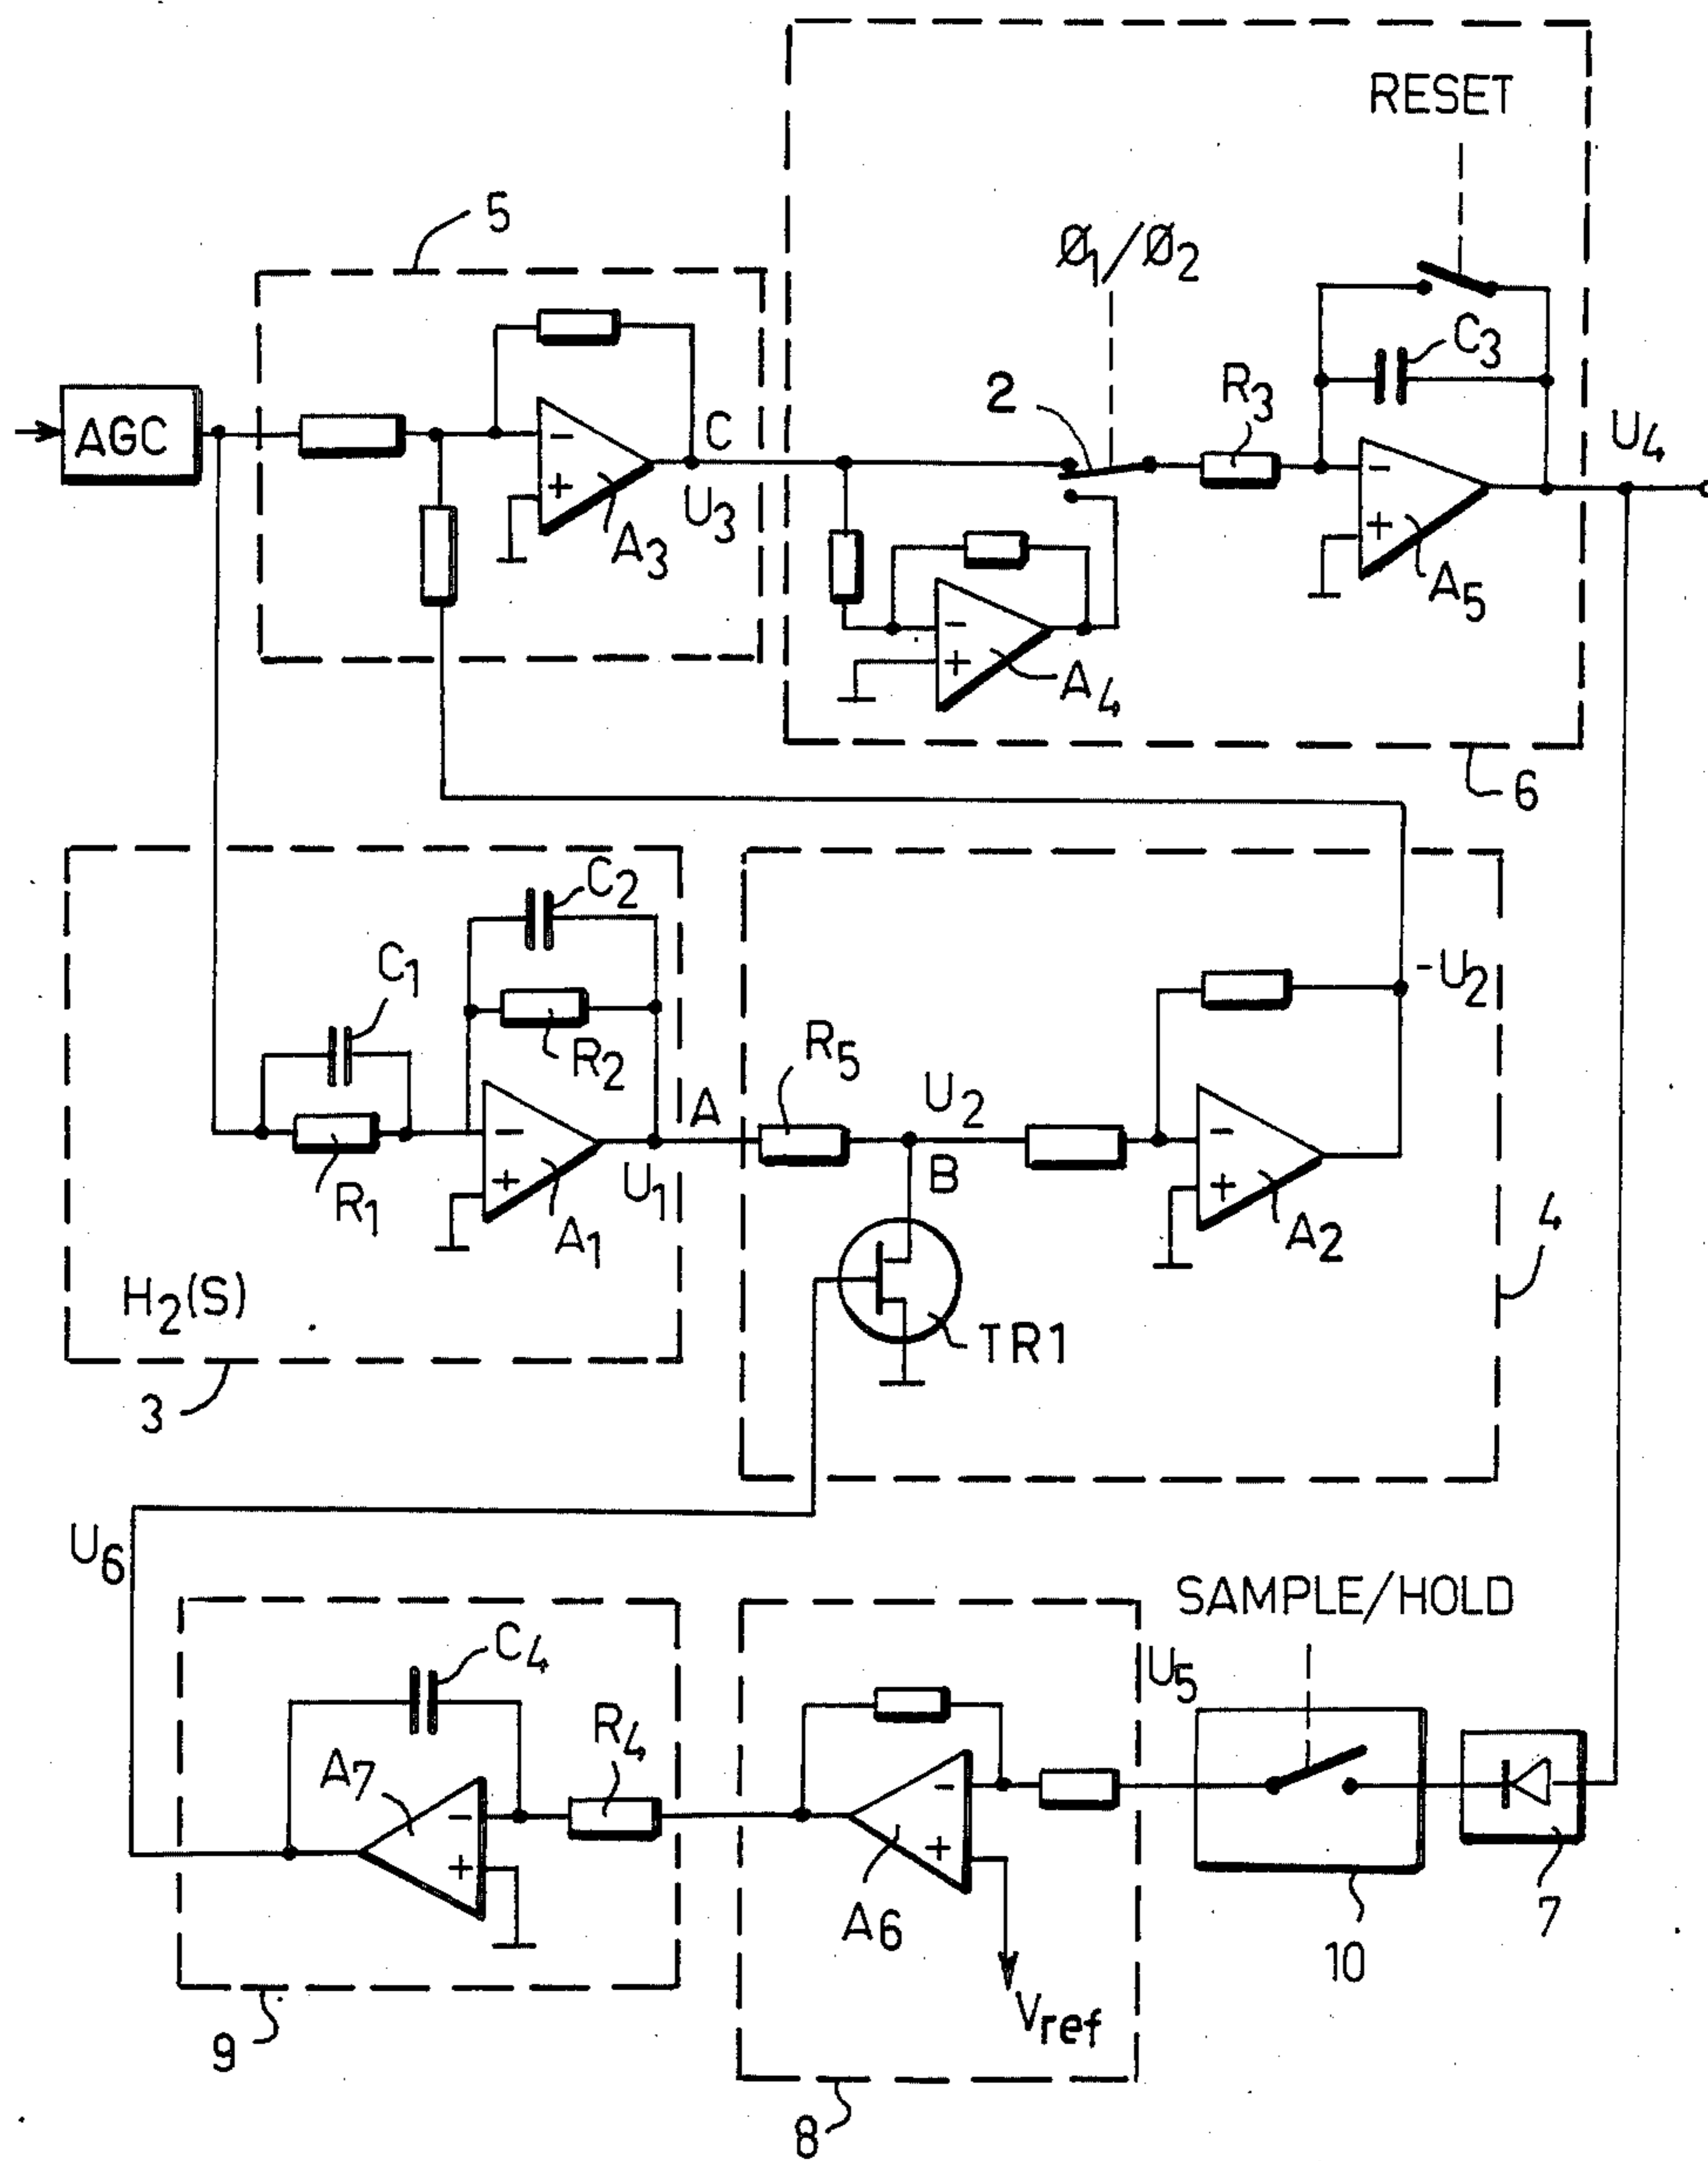 RESET
5
Ø1/Ø2
C3
2
R3
U4
AGC
C
-
+
U3
A3
-
+
A5
-
+
A4
6
C2
C1
-U2
R2
R5
U2
A
-
+
R1
U1
A1
B
-
+
A2
4
H2(S)
TR1
3
U6
SAMPLE/HOLD
C4
U5
R4
A7
-
+
-
+
A6
7
10
Vref
9
8